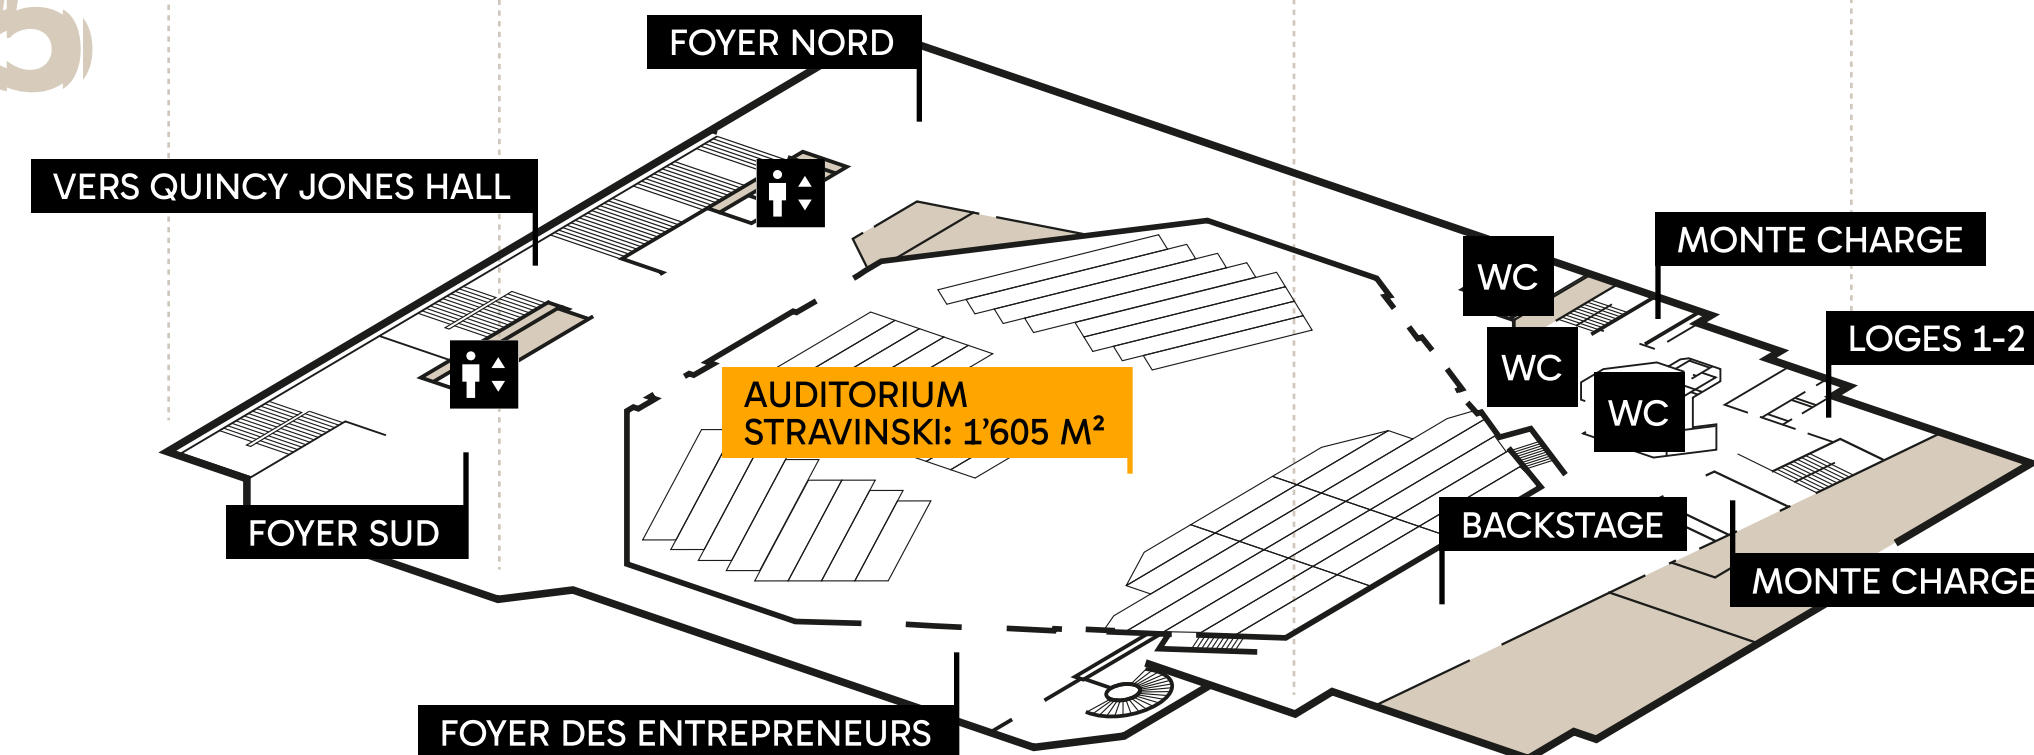 5
FOYER NORD
VERS QUINCY JONES HALL
MONTE CHARGE
WC
LOGES 1-2
WC
WC
AUDITORIUM
STRAVINSKI: 1’605 M²
FOYER SUD
BACKSTAGE
MONTE CHARGE
FOYER DES ENTREPRENEURS